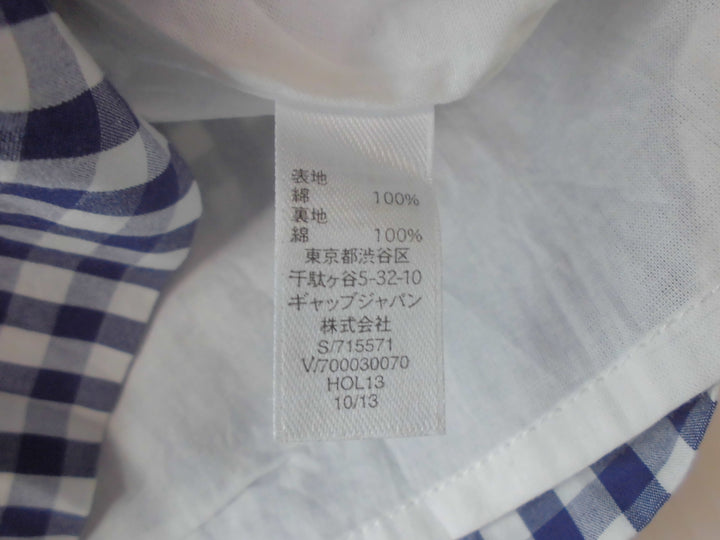 表地
綿 100%
裏地
綿 100%
東京都渋谷区
千駄ヶ谷5-32-10
ギャップジャパン
株式会社
S/715571
V/700030070
HOL13
10/13